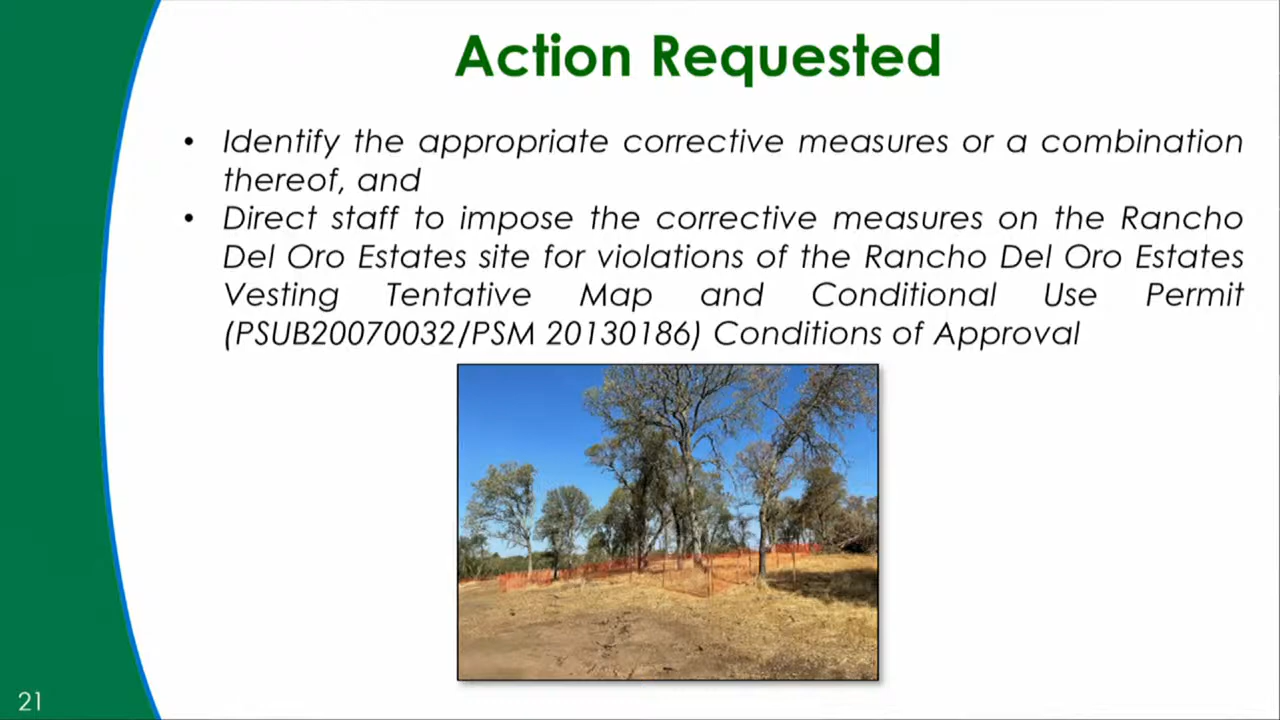 Action Requested
• Identify the appropriate corrective measures or a combination
thereof, and
• Direct staff to impose the corrective measures on the Rancho
Del Oro Estates site for violations of the Rancho Del Oro Estates
Vesting Tentative Map and Conditional Use Permit
(PSUB20070032/PSM 20130186) Conditions of Approval
21